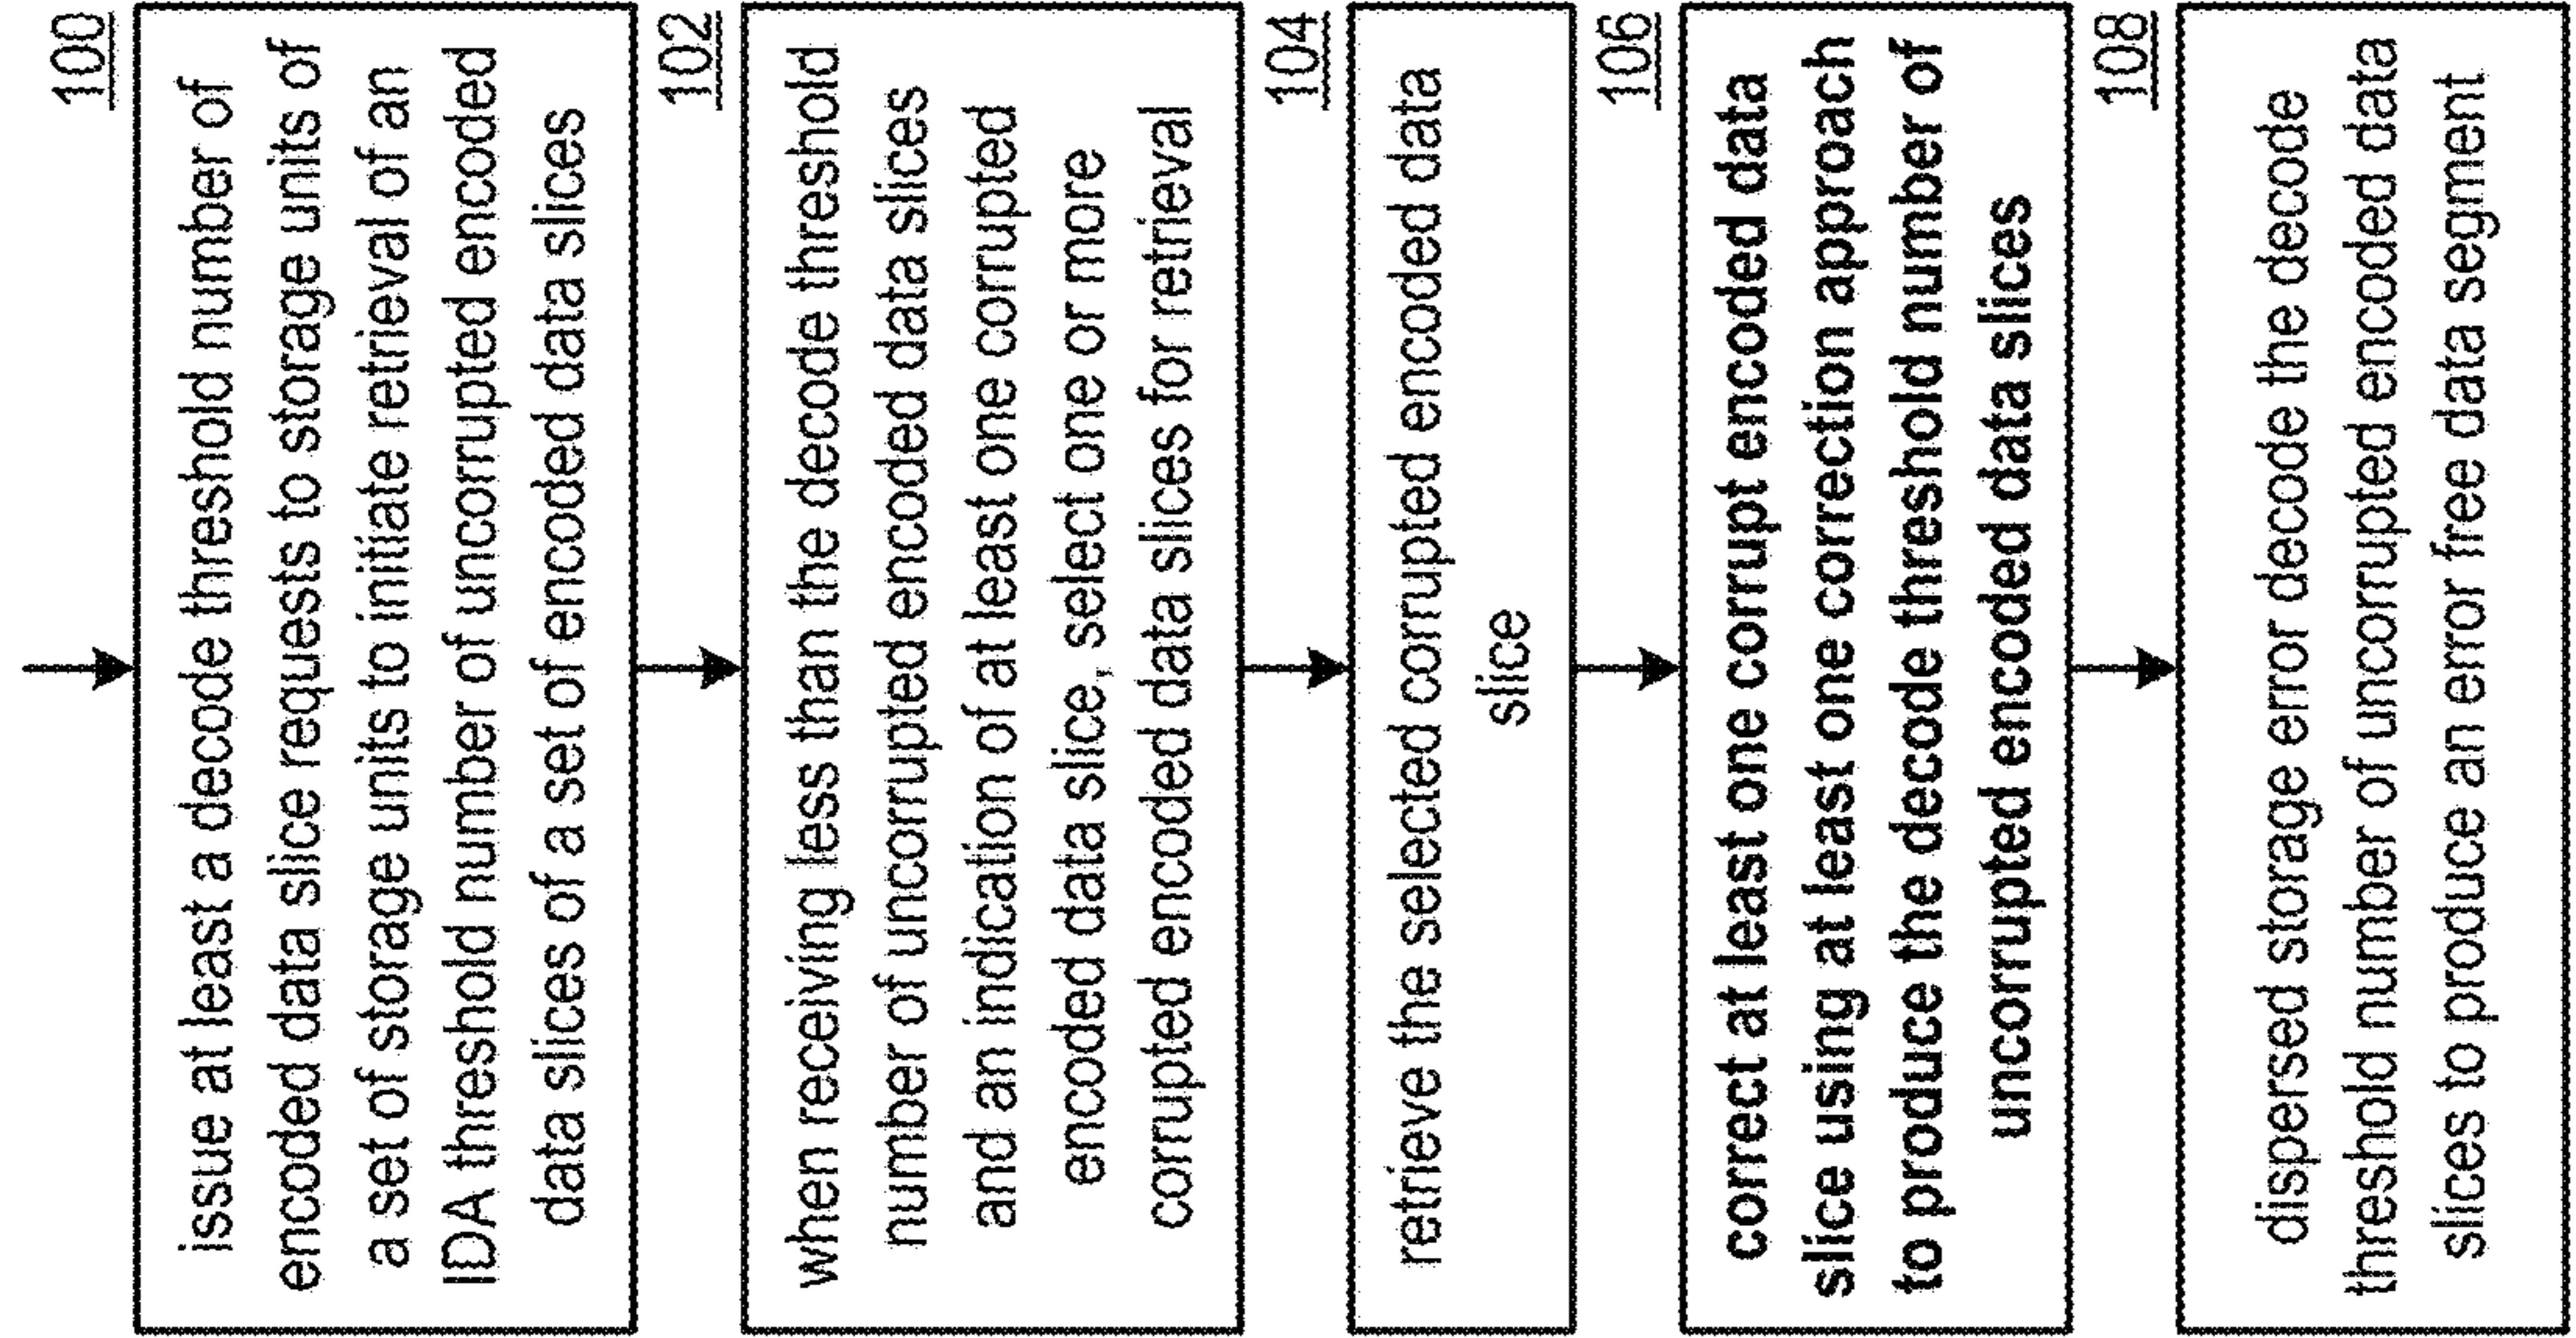 100
issue at least a decode threshold number of
encoded data slice requests to storage units of
a set of storage units to initiate retrieval of an
IDA threshold number of uncorrupted encoded
data slices of a set of encoded data slices
102
when receiving less than the decode threshold
number of uncorrupted encoded data slices
and an indication of at least one corrupted
encoded data slice, select one or more
corrupted encoded data slices for retrieval
104
retrieve the selected corrupted encoded data
slice
106
correct at least one corrupt encoded data
slice using at least one correction approach
to produce the decode threshold number of
uncorrupted encoded data slices
108
dispersed storage error decode the decode
threshold number of uncorrupted encoded data
slices to produce an error free data segment